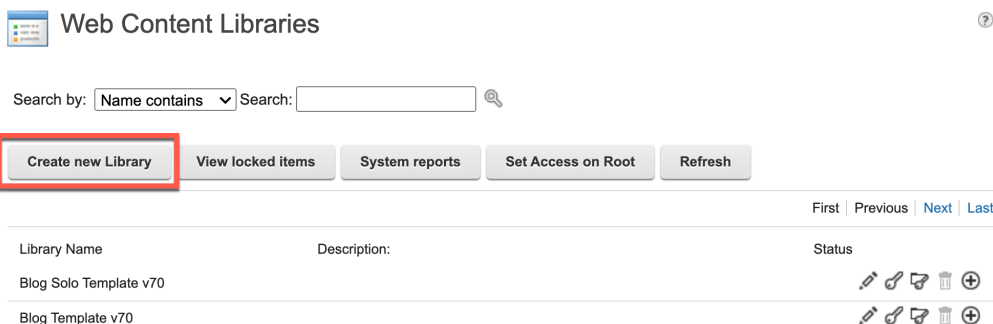 Web Content Libraries
?
Search by: Name contains Search:
Create new Library View locked items System reports Set Access on Root Refresh
First Previous Next Last
Library Name Description: Status
Blog Solo Template v70
Blog Template v70